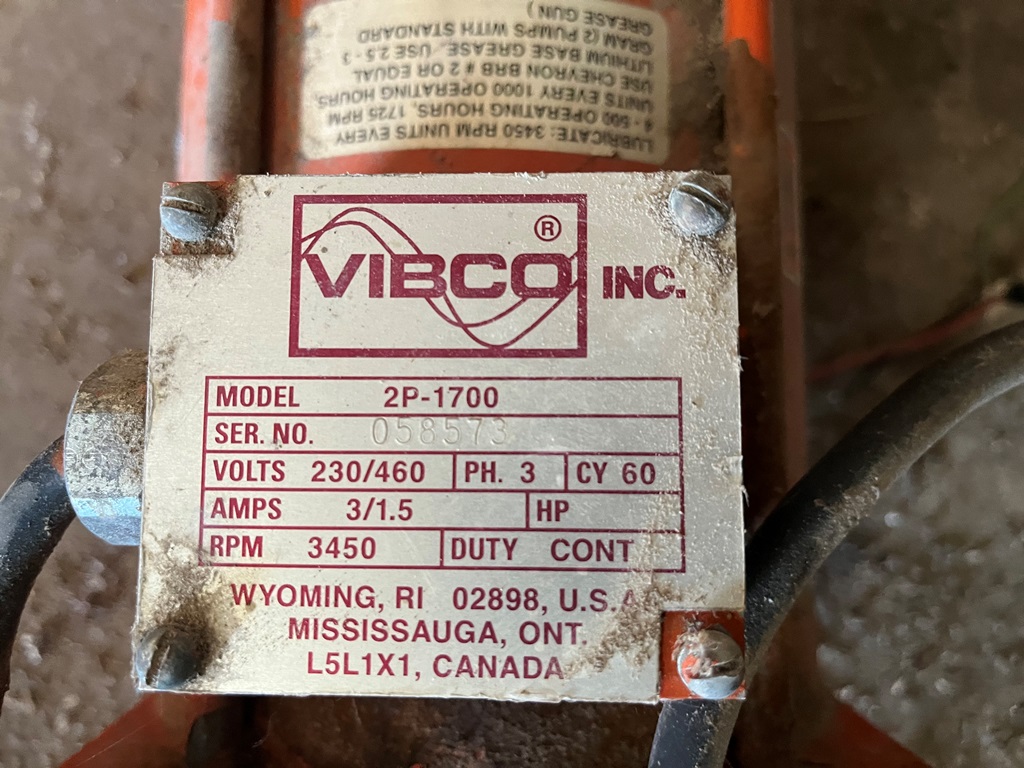 LUBRICATE: 3450 RPM UNITS EVERY
4 - 500 OPERATING HOURS, 1725 RPM
UNITS EVERY 1000 OPERATING HOURS,
USE CHEVRON BRB # 2 OR EQUAL
LITHIUM BASE GREASE. USE 2.5 - 3
GRAM (2 PUMPS WITH STANDARD
GREASE GUN)
VIBCO ® INC.
MODEL 2P-1700
SER. NO. 058573
VOLTS 230/460 PH. 3 CY 60
AMPS 3/1.5 HP
RPM 3450 DUTY CONT
WYOMING, RI 02898, U.S.A.
MISSISSAUGA, ONT.
L5L1X1, CANADA